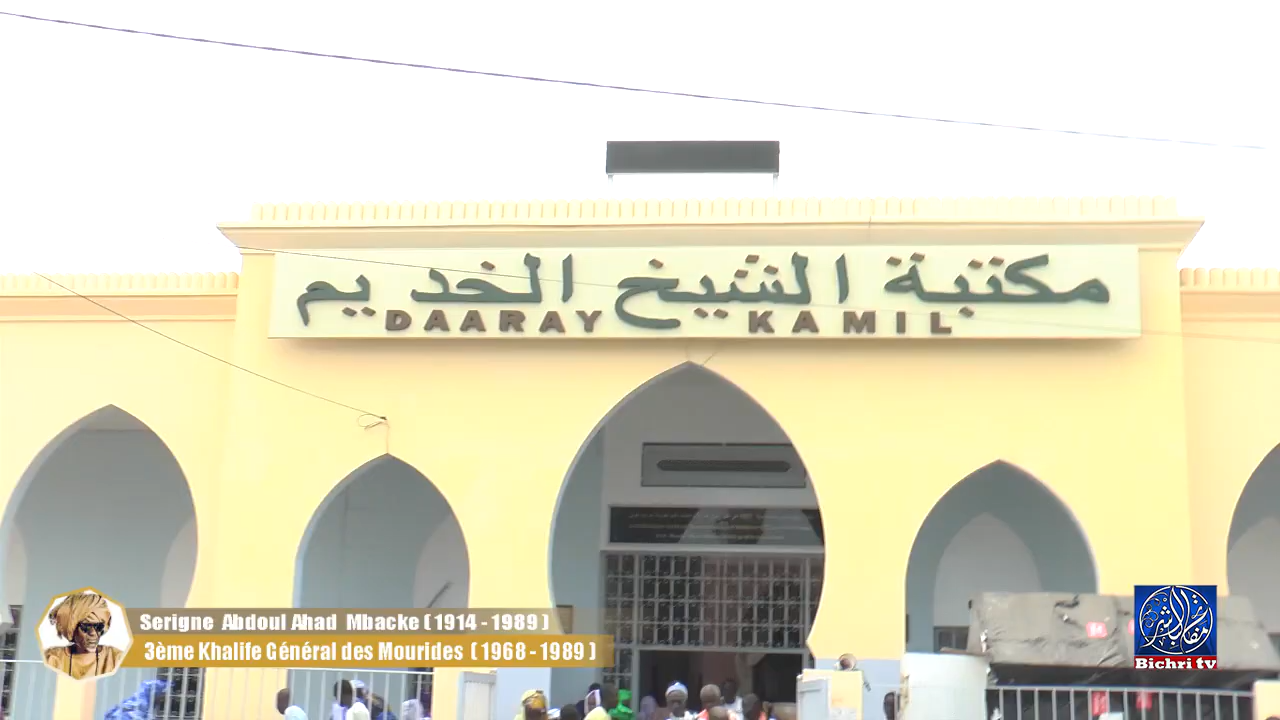 مكتبة الشيخ الخديم
DAARAY KAMIL
Serigne Abdoul Ahad Mbacke ( 1914 - 1989 )
3ème Khalife Général des Mourides ( 1968 - 1989 )
Bichri tv